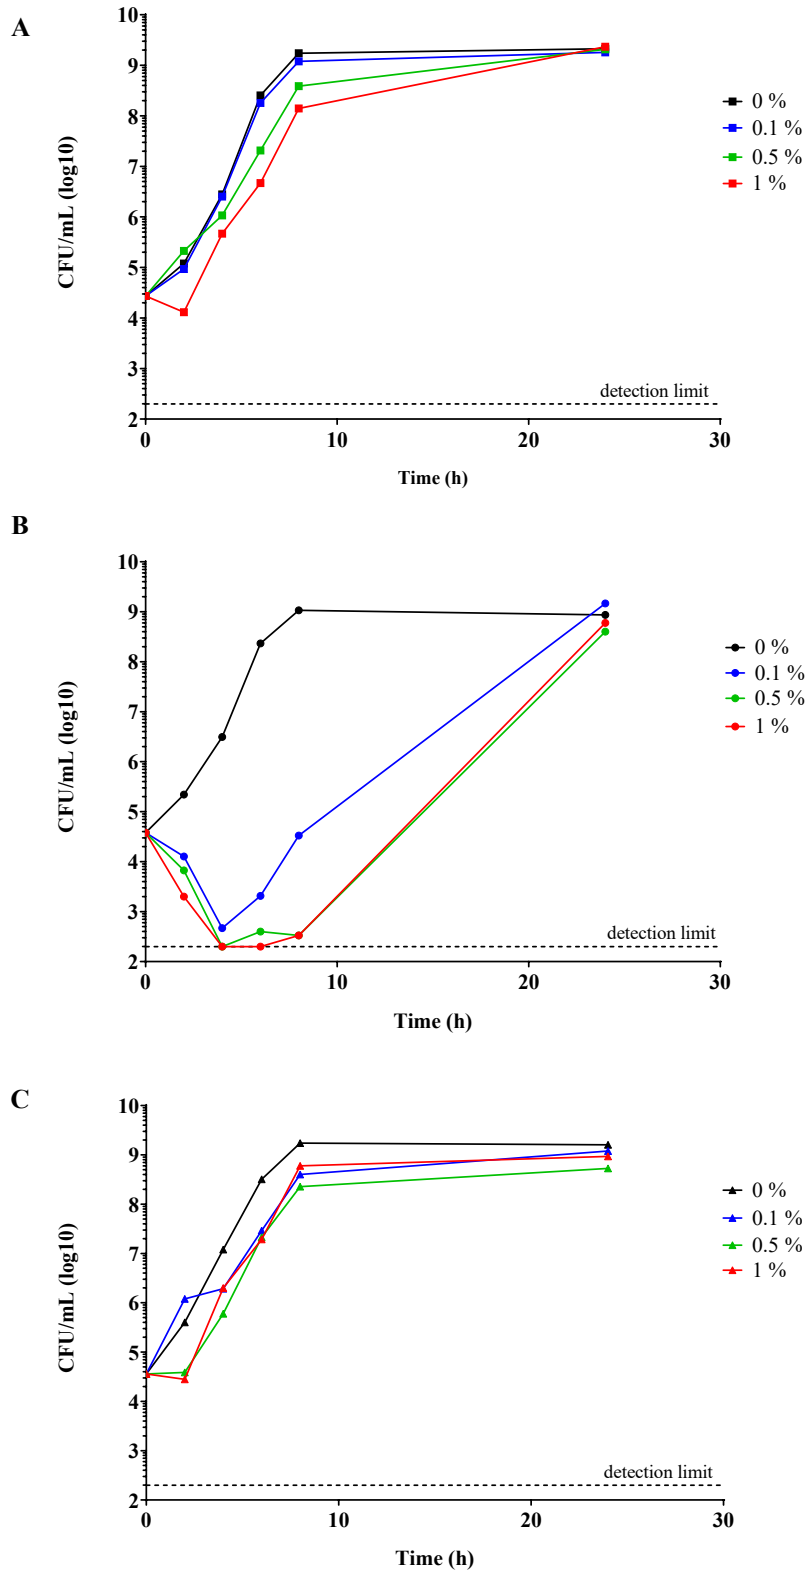 A
10
9
8
7
6
5
4
3
2
CFU/mL (log10)
0 %
0.1 %
0.5 %
1 %
detection limit
0 10 20 30
Time (h)
B
10
9
8
7
6
5
4
3
2
CFU/mL (log10)
0 %
0.1 %
0.5 %
1 %
detection limit
0 10 20 30
Time (h)
C
10
9
8
7
6
5
4
3
2
CFU/mL (log10)
0 %
0.1 %
0.5 %
1 %
detection limit
0 10 20 30
Time (h)